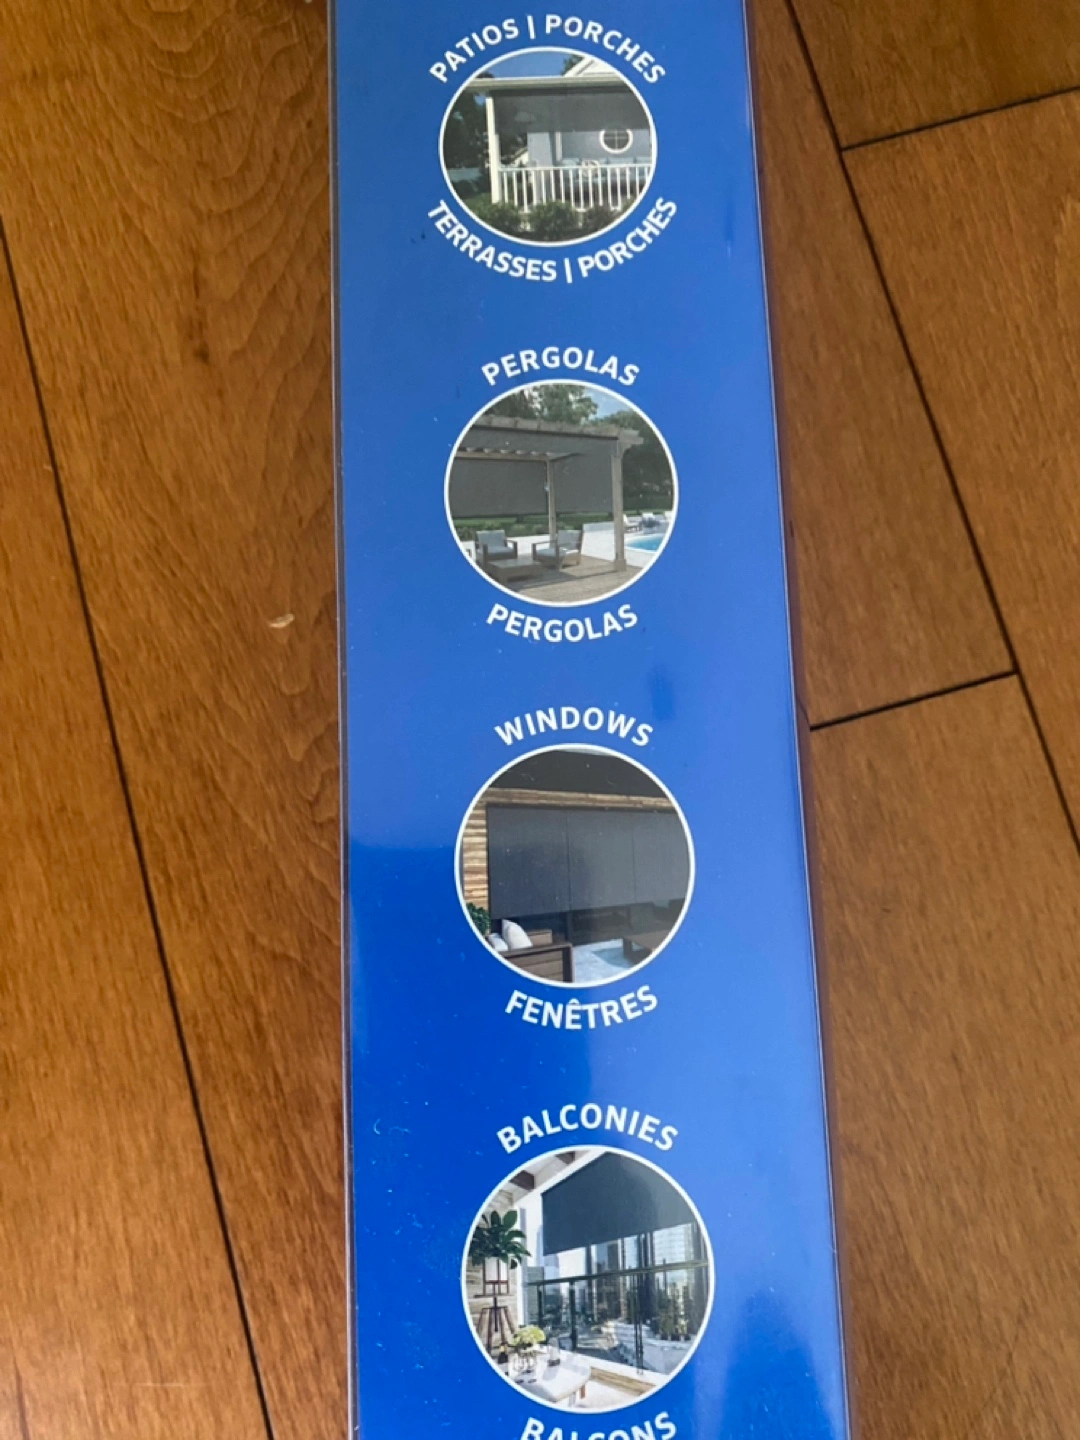 PATIOS | PORCHES
TERRASSES | PORCHES
PERGOLAS
PERGOLAS
WINDOWS
FENÊTRES
BALCONIES
BALCONS